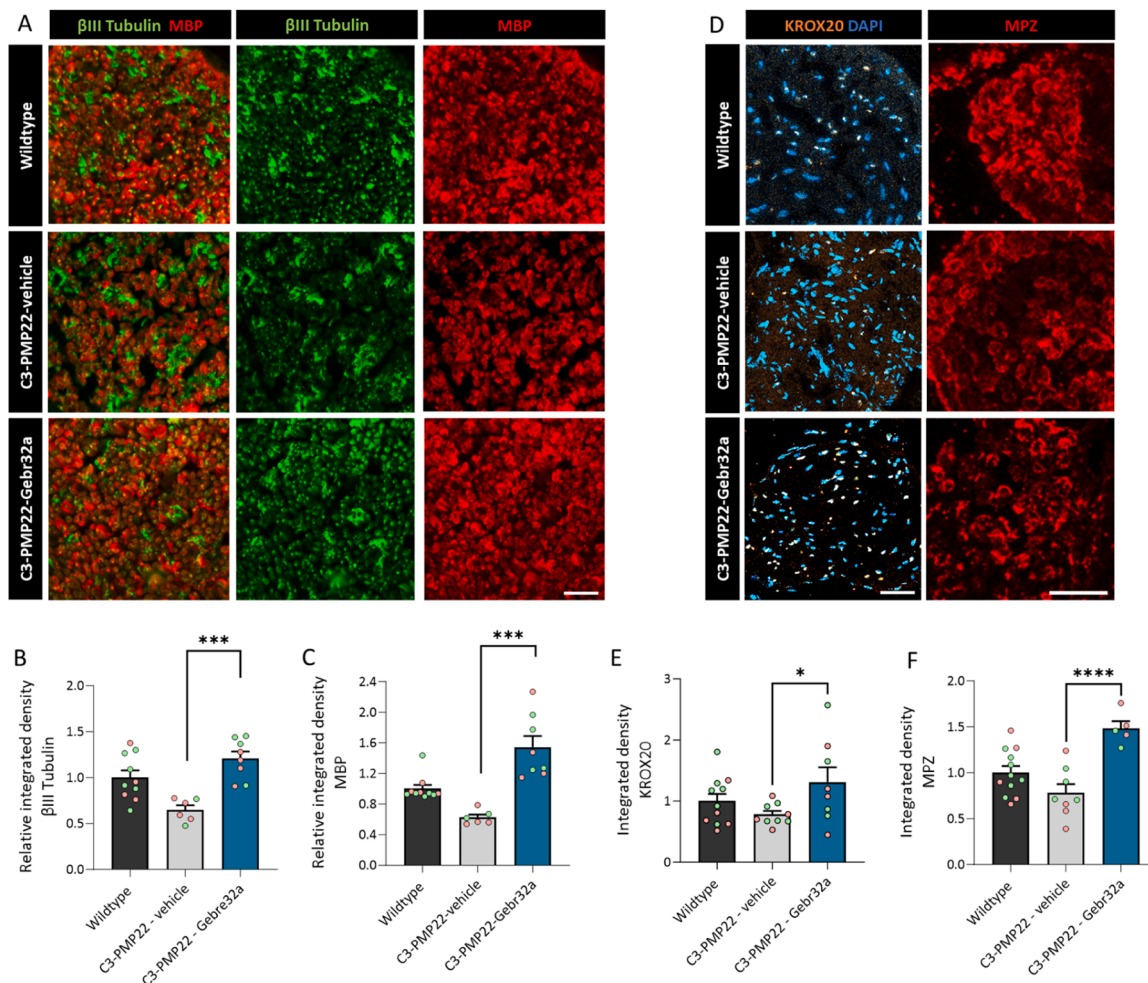 A
βIII Tubulin MBP
βIII Tubulin
MBP
D
KROX20 DAPI
MPZ
Wildtype
C3-PMP22-vehicle
C3-PMP22-Gebr32a
B
Relative integrated density
βIII Tubulin
2.0
1.5
1.0
0.5
0.0
***
Wildtype
C3-PMP22 - vehicle
C3-PMP22 - Gebre32a
C
Relative integrated density
MBP
2.8
2.4
2.0
1.6
1.2
0.8
0.4
0.0
***
Wildtype
C3-PMP22-vehicle
C3-PMP22-Gebr32a
Wildtype
C3-PMP22-vehicle
C3-PMP22-Gebr32a
E
Integrated density
KROX20
3
2
1
0
*
Wildtype
C3-PMP22 - vehicle
C3-PMP22 - Gebr32a
F
Integrated density
MPZ
2.0
1.5
1.0
0.5
0.0
****
Wildtype
C3-PMP22 - vehicle
C3-PMP22 - Gebr32a